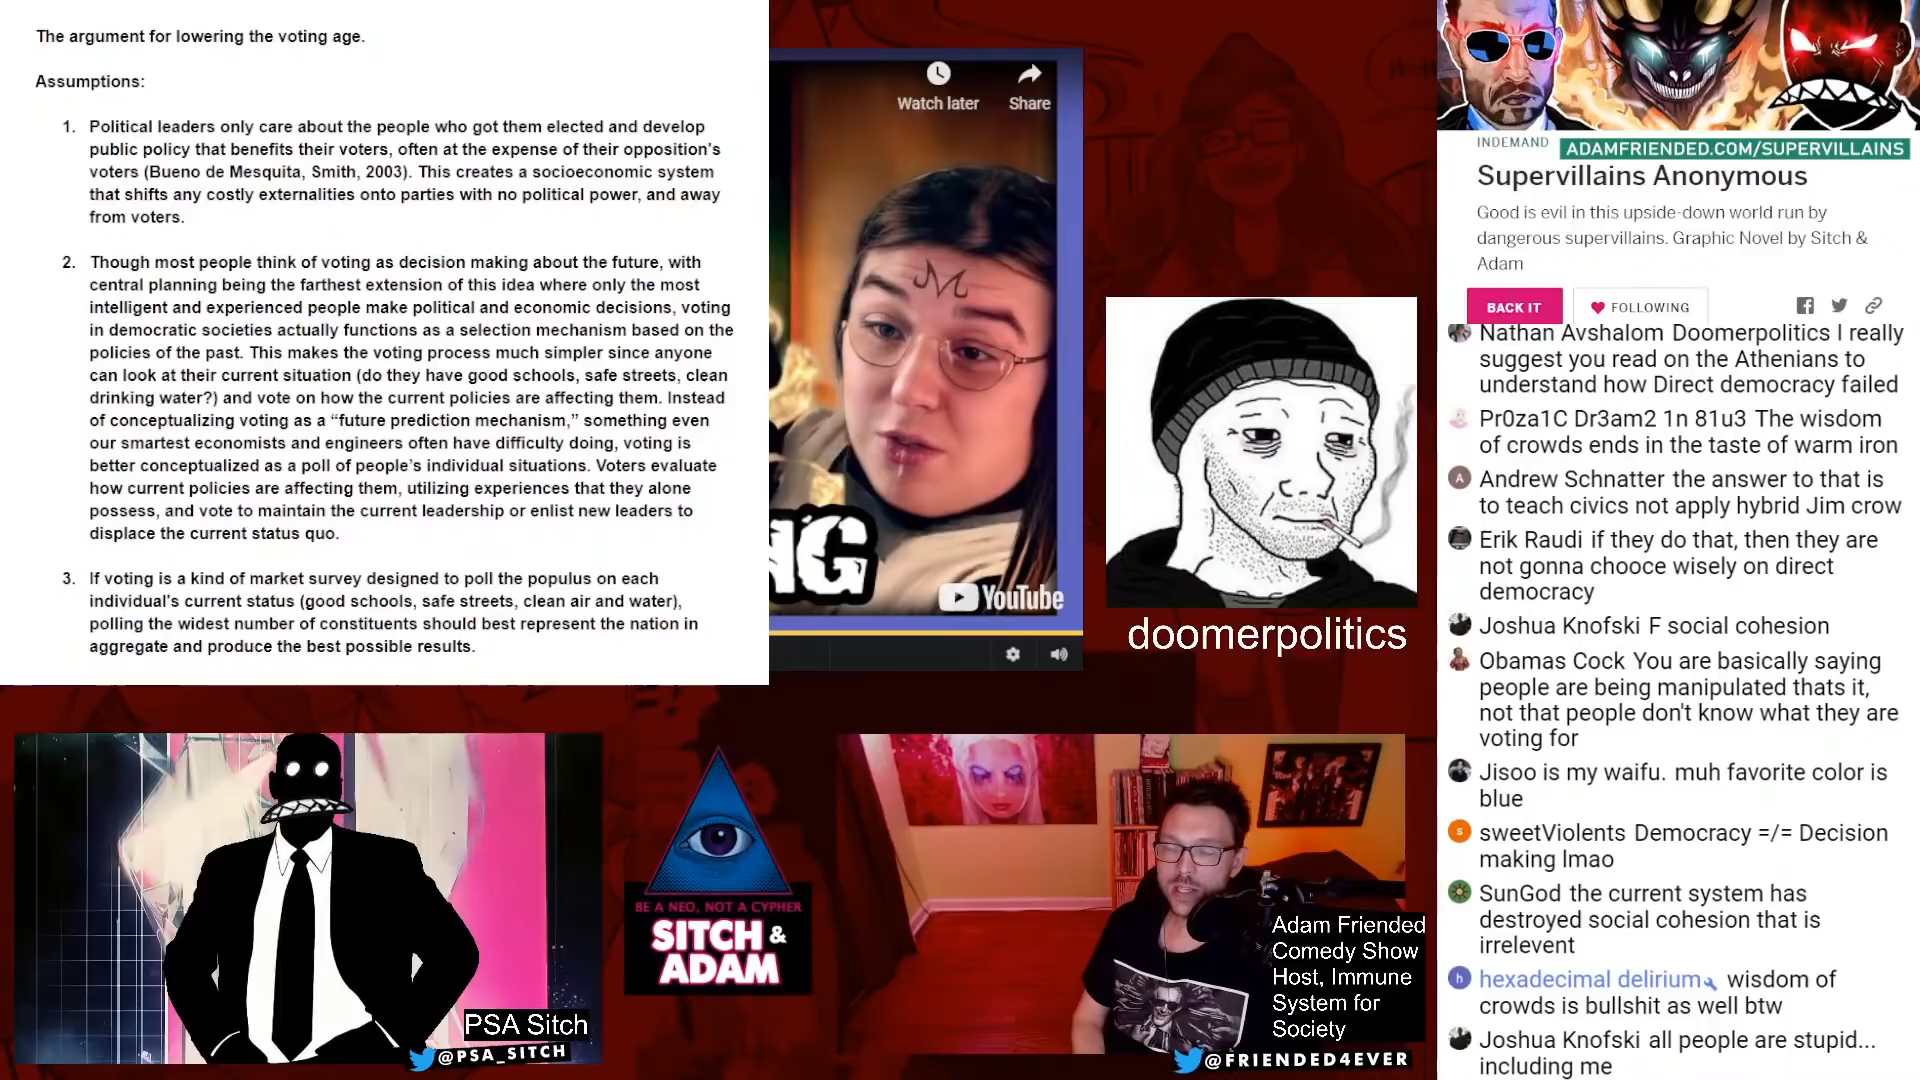 The argument for lowering the voting age.
Assumptions:
1. Political leaders only care about the people who got them elected and develop
public policy that benefits their voters, often at the expense of their opposition's
voters (Bueno de Mesquita, Smith, 2003). This creates a socioeconomic system
that shifts any costly externalities onto parties with no political power, and away
from voters.
2. Though most people think of voting as decision making about the future, with
central planning being the farthest extension of this idea where only the most
intelligent and experienced people make political and economic decisions, voting
in democratic societies actually functions as a selection mechanism based on the
policies of the past. This makes the voting process much simpler since anyone
can look at their current situation (do they have good schools, safe streets, clean
drinking water?) and vote on how the current policies are affecting them. Instead
of conceptualizing voting as a “future prediction mechanism,” something even
our smartest economists and engineers often have difficulty doing, voting is
better conceptualized as a poll of people’s individual situations. Voters evaluate
how current policies are affecting them, utilizing experiences that they alone
possess, and vote to maintain the current leadership or enlist new leaders to
displace the current status quo.
3. If voting is a kind of market survey designed to poll the populus on each
individual's current status (good schools, safe streets, clean air and water),
polling the widest number of constituents should best represent the nation in
aggregate and produce the best possible results.
Watch later
Share
NG
YouTube
doomerpolitics
INDEMAND
ADAMFRIENDED.COM/SUPERVILLAINS
Supervillains Anonymous
Good is evil in this upside-down world run by
dangerous supervillains. Graphic Novel by Sitch &
Adam
BACK IT
FOLLOWING
Nathan Avshalom Doomerpolitics I really
suggest you read on the Athenians to
understand how Direct democracy failed
Pr0za1C Dr3am2 1n 81u3 The wisdom
of crowds ends in the taste of warm iron
A
Andrew Schnatter the answer to that is
to teach civics not apply hybrid Jim crow
Erik Raudi if they do that, then they are
not gonna chooce wisely on direct
democracy
Joshua Knofski F social cohesion
Obamas Cock You are basically saying
people are being manipulated thats it,
not that people don't know what they are
voting for
Jisoo is my waifu. muh favorite color is
blue
s
sweetViolents Democracy =/= Decision
making lmao
SunGod the current system has
destroyed social cohesion that is
irrelevent
h
hexadecimal delirium wisdom of
crowds is bullshit as well btw
Joshua Knofski all people are stupid...
including me
PSA Sitch
@PSA_SITCH
BE A NEO, NOT A CYPHER
SITCH &
ADAM
Adam Friended
Comedy Show
Host, Immune
System for
Society
@FRIENDED4EVER